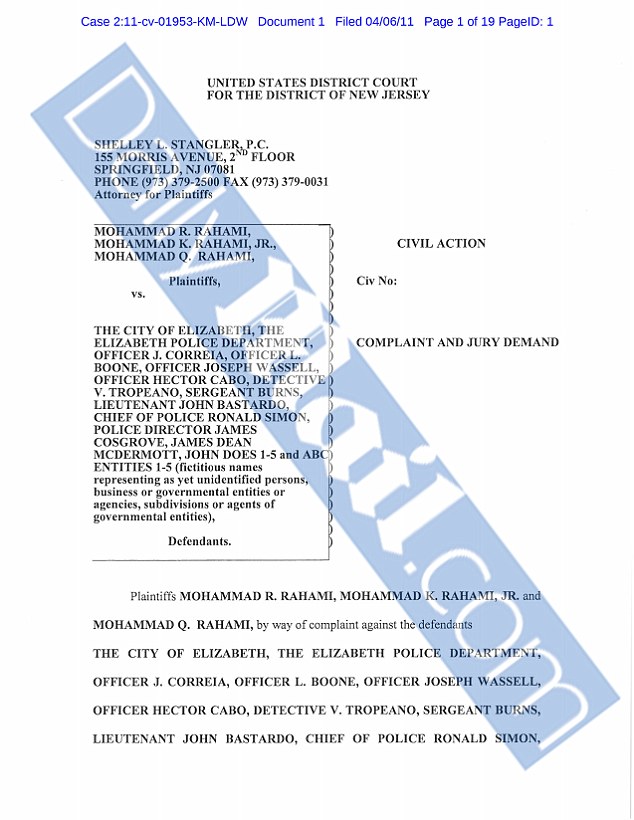 Case 2:11-cv-01953-KM-LDW Document 1 Filed 04/06/11 Page 1 of 19 PageID: 1
UNITED STATES DISTRICT COURT
FOR THE DISTRICT OF NEW JERSEY
SHELLEY L. STANGLER, P.C.
155 MORRIS AVENUE, 2ND FLOOR
SPRINGFIELD, NJ 07081
PHONE (973) 379-2500 FAX (973) 379-0031
Attorney for Plaintiffs
MOHAMMAD R. RAHAMI,
MOHAMMAD K. RAHAMI, JR.,
MOHAMMAD Q. RAHAMI,
Plaintiffs,
vs.
THE CITY OF ELIZABETH, THE
ELIZABETH POLICE DEPARTMENT,
OFFICER J. CORREIA, OFFICER L.
BOONE, OFFICER JOSEPH WASSELL,
OFFICER HECTOR CABO, DETECTIVE
V. TROPEANO, SERGEANT BURNS,
LIEUTENANT JOHN BASTARDO,
CHIEF OF POLICE RONALD SIMON,
POLICE DIRECTOR JAMES
COSGROVE, JAMES DEAN
MCDERMOTT, JOHN DOES 1-5 and ABC
ENTITIES 1-5 (fictitious names
representing as yet unidentified persons,
business or governmental entities or
agencies, subdivisions or agents of
governmental entities),
Defendants.
CIVIL ACTION
Civ No:
COMPLAINT AND JURY DEMAND
Plaintiffs MOHAMMAD R. RAHAMI, MOHAMMAD K. RAHAMI, JR. and
MOHAMMAD Q. RAHAMI, by way of complaint against the defendants
THE CITY OF ELIZABETH, THE ELIZABETH POLICE DEPARTMENT,
OFFICER J. CORREIA, OFFICER L. BOONE, OFFICER JOSEPH WASSELL,
OFFICER HECTOR CABO, DETECTIVE V. TROPEANO, SERGEANT BURNS,
LIEUTENANT JOHN BASTARDO, CHIEF OF POLICE RONALD SIMON,
Daily Mail.com